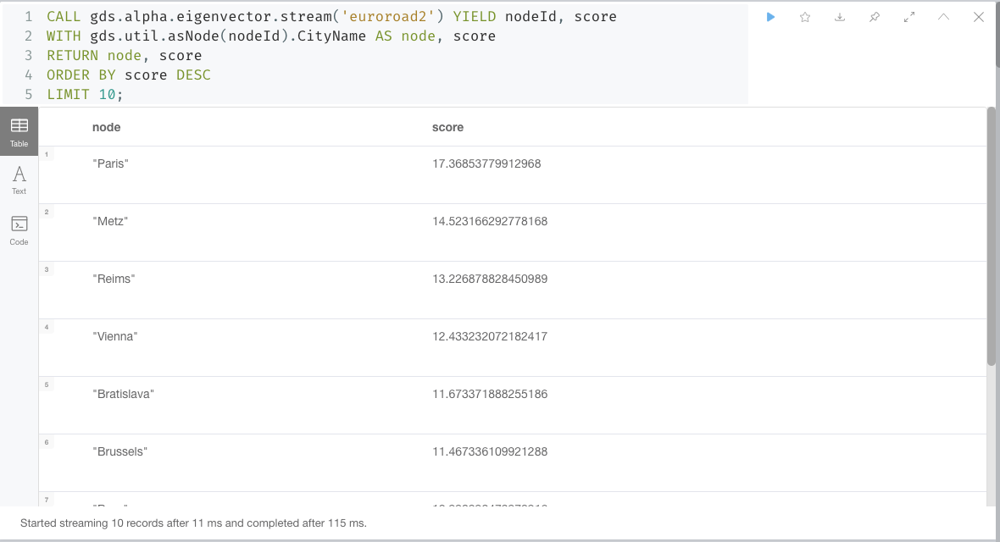 1 CALL gds.alpha.eigenvector.stream('euroroad2') YIELD nodeId, score
2 WITH gds.util.asNode(nodeId).CityName AS node, score
3 RETURN node, score
4 ORDER BY score DESC
5 LIMIT 10;
Table
Text
Code
node score
1 "Paris" 17.36853779912968
2 "Metz" 14.523166292778168
3 "Reims" 13.226878828450989
4 "Vienna" 12.433232072182417
5 "Bratislava" 11.673371888255186
6 "Brussels" 11.467336109921288
7
Started streaming 10 records after 11 ms and completed after 115 ms.